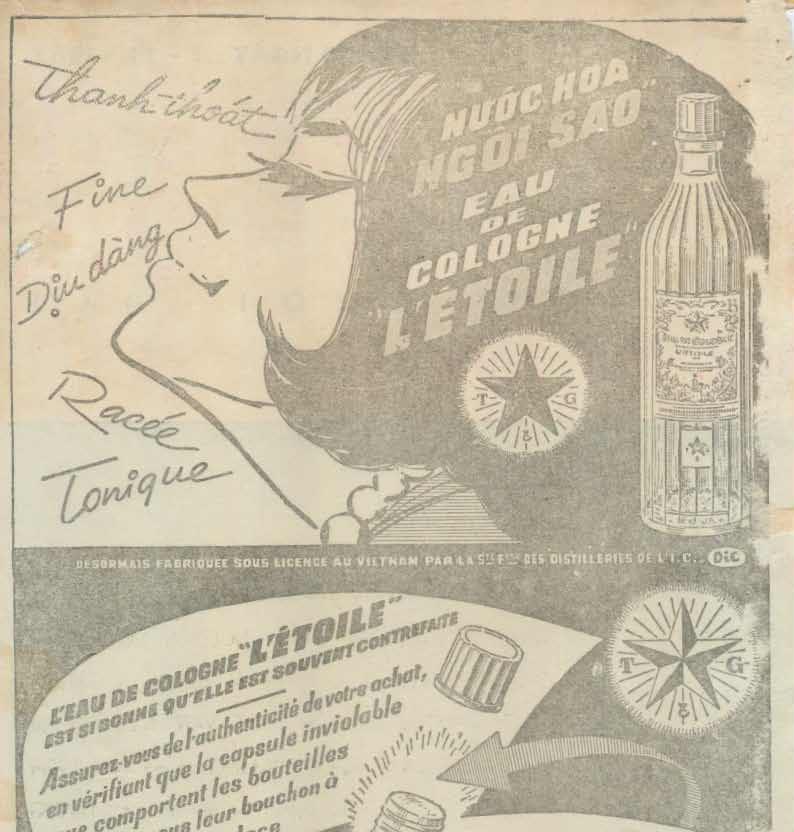 Thanh-thoát
Fine
Dịu dàng
Racée
Tonique
"NƯỚC HOA
NGÔI SAO"
EAU
DE
COLOGNE
"L'ÉTOILE"
T G
&
L'ÉTOILE
DESORMAIS FABRIQUÉE SOUS LICENCE AU VIETNAM PAR LA Sté Fse DES DISTILLERIES DE L'I.C.. DIC
L'EAU DE COLOGNE "L'ÉTOILE"
EST SI BONNE QU'ELLE EST SOUVENT CONTREFAITE
Assurez-vous de l'authenticité de votre achat,
en vérifiant que la capsule inviolable
que comportent les bouteilles
sous leur bouchon à
T G
&